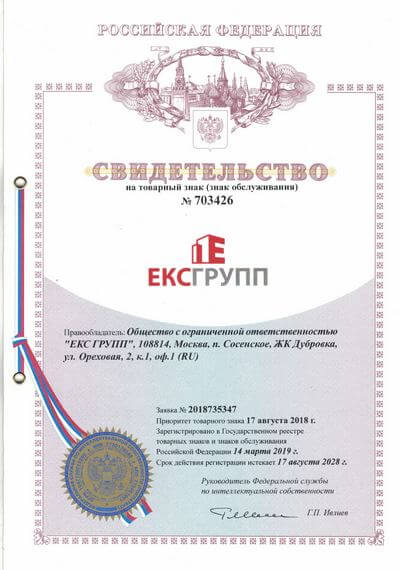 РОССИЙСКАЯ ФЕДЕРАЦИЯ
СВИДЕТЕЛЬСТВО
на товарный знак (знак обслуживания)
№ 703426
ЕКСГРУПП
Правообладатель: Общество с ограниченной ответственностью
"ЕКС ГРУПП", 108814, Москва, п. Сосенское, ЖК Дубровка,
ул. Ореховая, 2, к.1, оф.1 (RU)
Заявка № 2018735347
Приоритет товарного знака 17 августа 2018 г.
Зарегистрировано в Государственном реестре
товарных знаков и знаков обслуживания
Российской Федерации 14 марта 2019 г.
Срок действия регистрации истекает 17 августа 2028 г.
Руководитель Федеральной службы
по интеллектуальной собственности
Г.П. Ивлиев